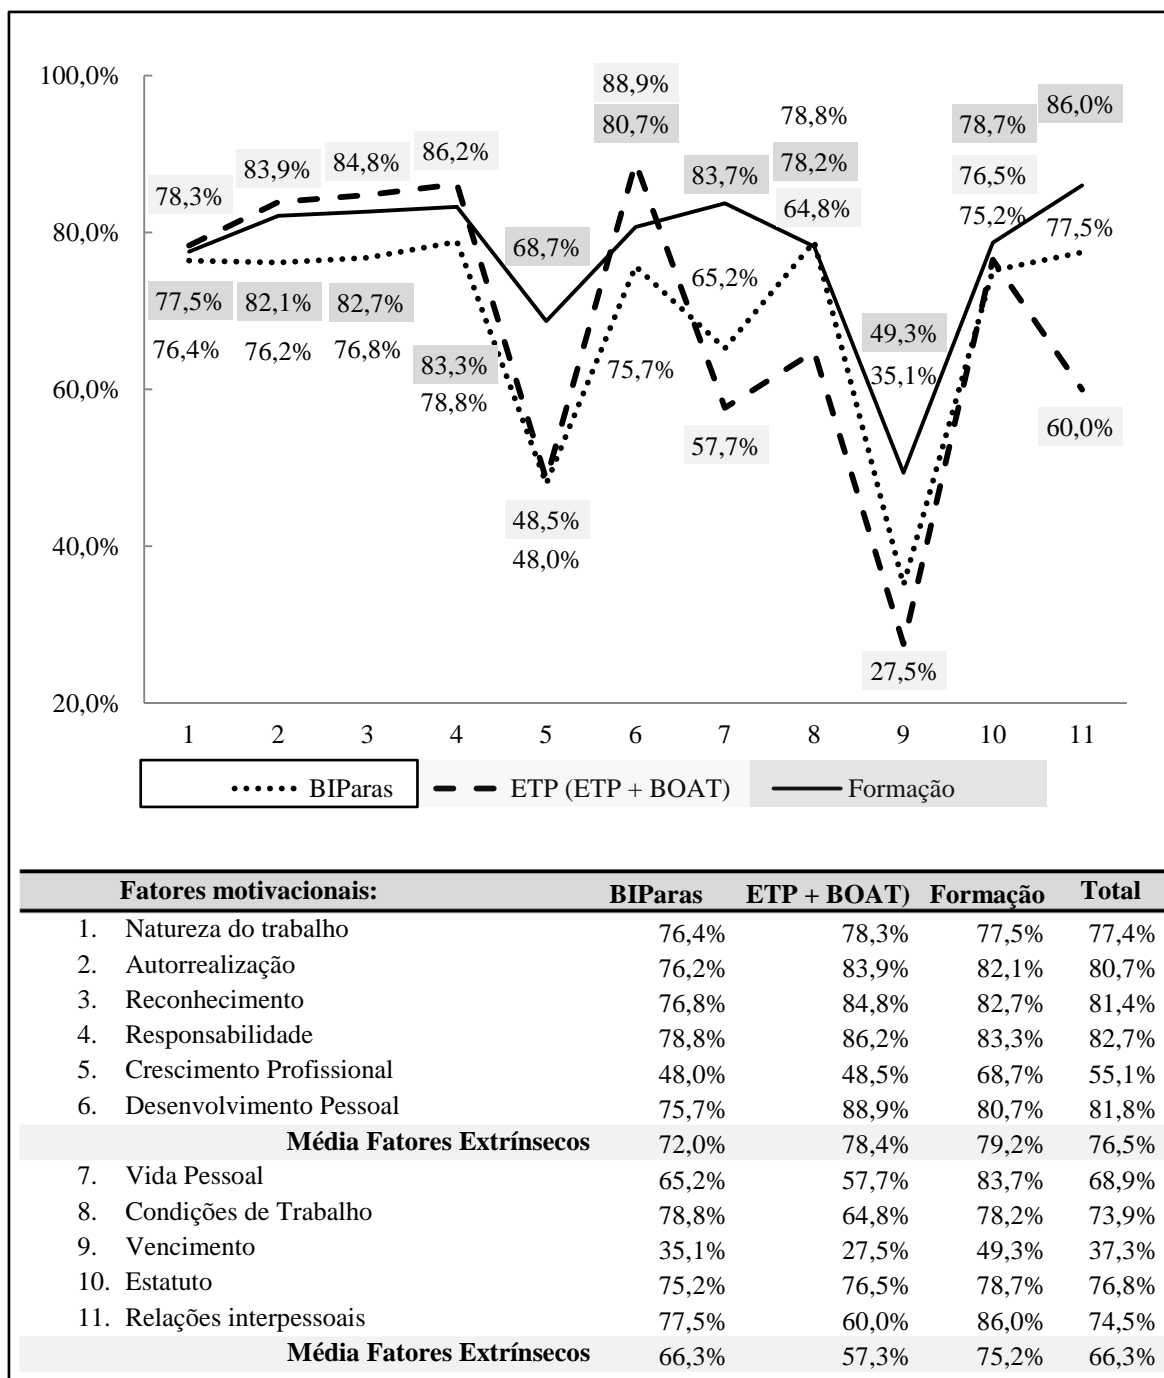 100,0%
80,0%
60,0%
40,0%
20,0%
78,3%
83,9%
84,8%
86,2%
88,9%
80,7%
83,7%
78,8%
78,2%
64,8%
78,7%
76,5%
75,2%
86,0%
77,5%
77,5%
76,4%
82,1%
76,2%
82,7%
76,8%
83,3%
78,8%
68,7%
48,5%
48,0%
75,7%
65,2%
57,7%
49,3%
35,1%
27,5%
60,0%
1 2 3 4 5 6 7 8 9 10 11
BIParas ETP (ETP + BOAT) Formação
Fatores motivacionais: BIParas ETP + BOAT) Formação Total
1. Natureza do trabalho 76,4% 78,3% 77,5% 77,4%
2. Autorrealização 76,2% 83,9% 82,1% 80,7%
3. Reconhecimento 76,8% 84,8% 82,7% 81,4%
4. Responsabilidade 78,8% 86,2% 83,3% 82,7%
5. Crescimento Profissional 48,0% 48,5% 68,7% 55,1%
6. Desenvolvimento Pessoal 75,7% 88,9% 80,7% 81,8%
Média Fatores Extrínsecos 72,0% 78,4% 79,2% 76,5%
7. Vida Pessoal 65,2% 57,7% 83,7% 68,9%
8. Condições de Trabalho 78,8% 64,8% 78,2% 73,9%
9. Vencimento 35,1% 27,5% 49,3% 37,3%
10. Estatuto 75,2% 76,5% 78,7% 76,8%
11. Relações interpessoais 77,5% 60,0% 86,0% 74,5%
Média Fatores Extrínsecos 66,3% 57,3% 75,2% 66,3%